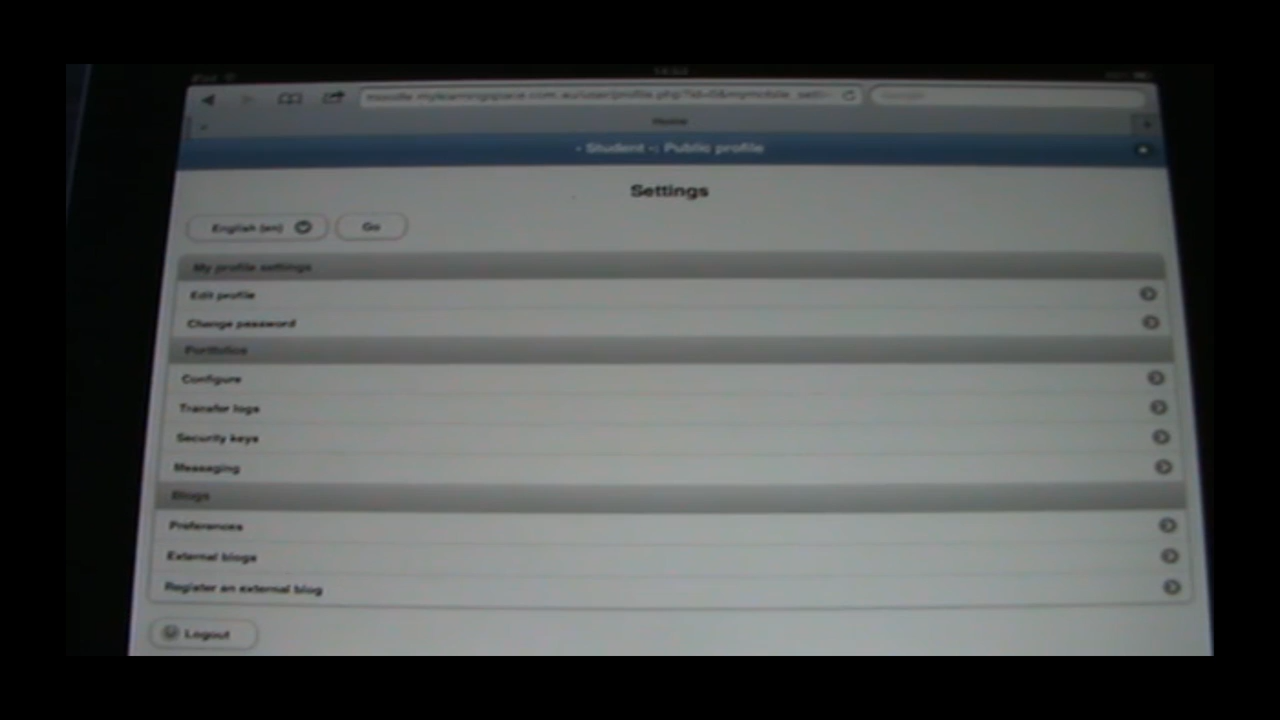 iPad
Home
- Student -: Public profile
Settings
English (en)
Go
My profile settings
Edit profile
Change password
Portfolios
Configure
Transfer logs
Security keys
Messaging
Blogs
Preferences
External blogs
Register an external blog
Logout